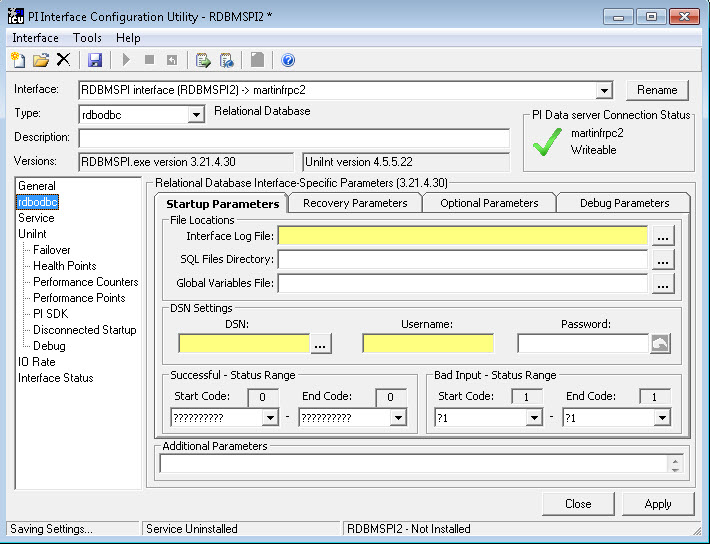 PI Interface Configuration Utility - RDBMSPI2 *
Interface Tools Help
Interface: RDBMSPI interface (RDBMSPI2) -> martinfrpc2 Rename
Type: rdbodbc Relational Database
PI Data server Connection Status
martinfrpc2
Writeable
Description:
Versions: RDBMSPI.exe version 3.21.4.30 UniInt version 4.5.5.22
General
rdbodbc
Service
UniInt
Failover
Health Points
Performance Counters
Performance Points
PI SDK
Disconnected Startup
Debug
IO Rate
Interface Status
Relational Database Interface-Specific Parameters (3.21.4.30)
Startup Parameters Recovery Parameters Optional Parameters Debug Parameters
File Locations
Interface Log File: ...
SQL Files Directory: ...
Global Variables File: ...
DSN Settings
DSN: Username: Password:
...
Successful - Status Range
Start Code: 0 End Code: 0
?????????? - ??????????
Bad Input - Status Range
Start Code: 1 End Code: 1
?1 - ?1
Additional Parameters
Close Apply
Saving Settings... Service Uninstalled RDBMSPI2 - Not Installed